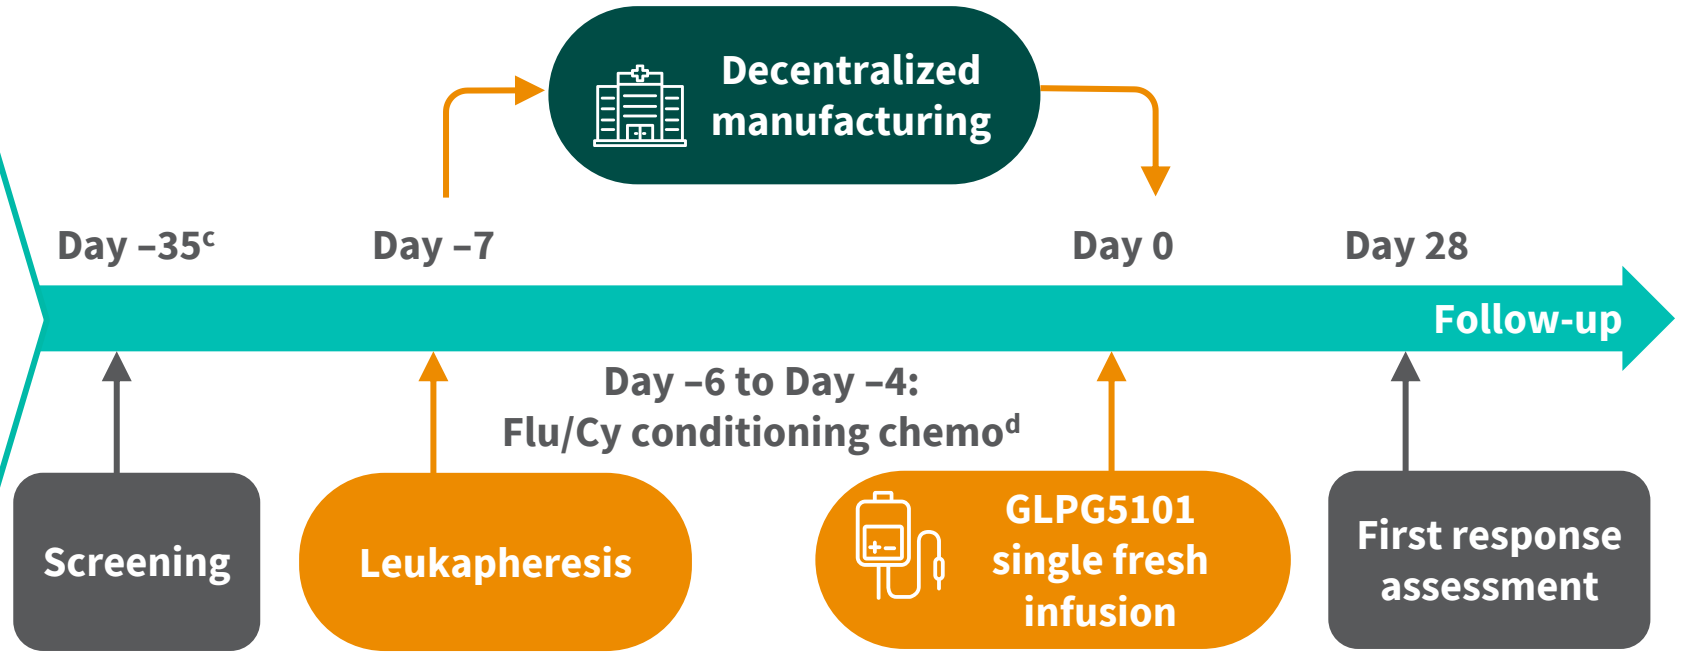 Decentralized
manufacturing
Day –35ᶜ
Day –7
Day 0
Day 28
Follow-up
Day –6 to Day –4:
Flu/Cy conditioning chemoᵈ
Screening
Leukapheresis
GLPG5101
single fresh
infusion
First response
assessment